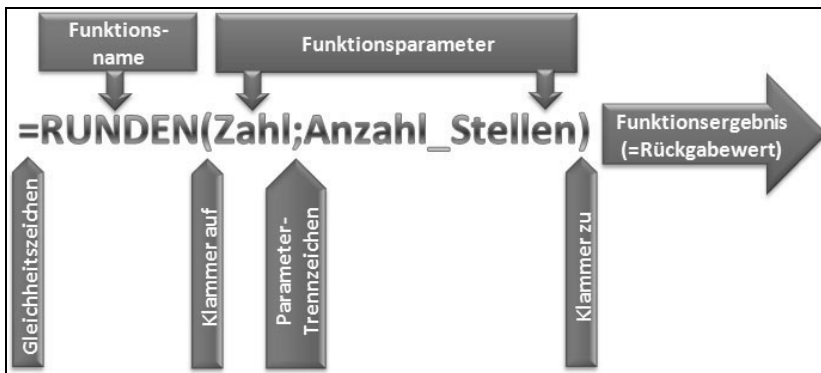 Funktions-
name
Funktionsparameter
=RUNDEN(Zahl;Anzahl_Stellen)
Funktionsergebnis
(=Rückgabewert)
Gleichheitszeichen
Klammer auf
Parameter-
Trennzeichen
Klammer zu